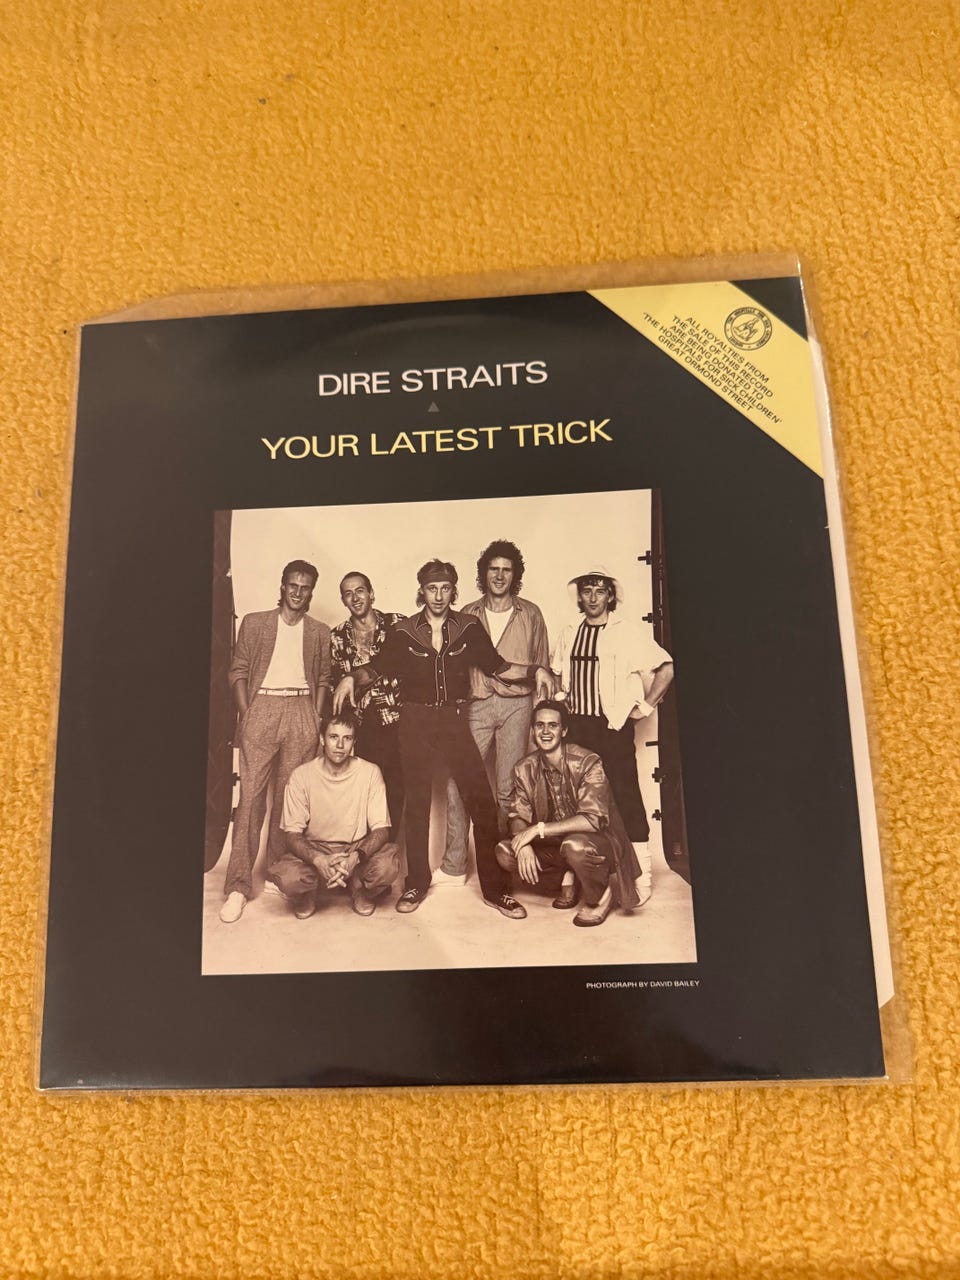 DIRE STRAITS
YOUR LATEST TRICK
ALL ROYALTIES FROM
THE SALE OF THIS RECORD
ARE BEING DONATED TO
'THE HOSPITALS FOR SICK CHILDREN'
GREAT ORMOND STREET
PHOTOGRAPH BY DAVID BAILEY